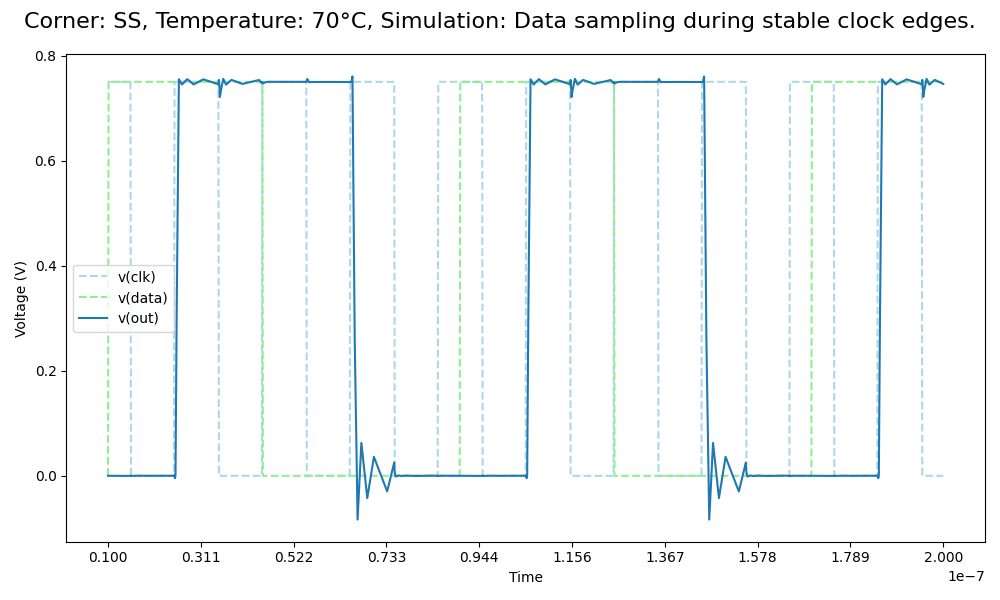 Corner: SS, Temperature: 70°C, Simulation: Data sampling during stable clock edges.
0.8
0.6
0.4
0.2
0.0
Voltage (V)
v(clk)
v(data)
v(out)
0.100 0.311 0.522 0.733 0.944 1.156 1.367 1.578 1.789 2.000
1e−7
Time